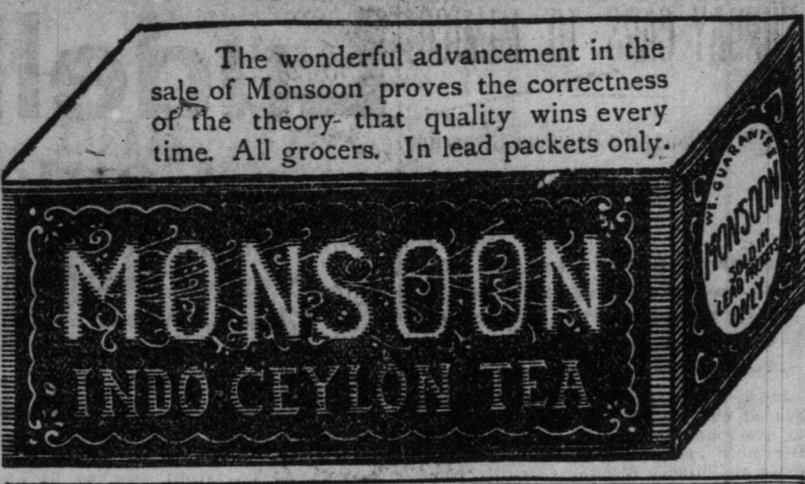 The wonderful advancement in the
sale of Monsoon proves the correctness
of the theory- that quality wins every
time. All grocers. In lead packets only.
MONSOON
INDO CEYLON TEA
WE. GUARANTEE
MONSOON
SOLD IN
LEAD PACKETS
ONLY